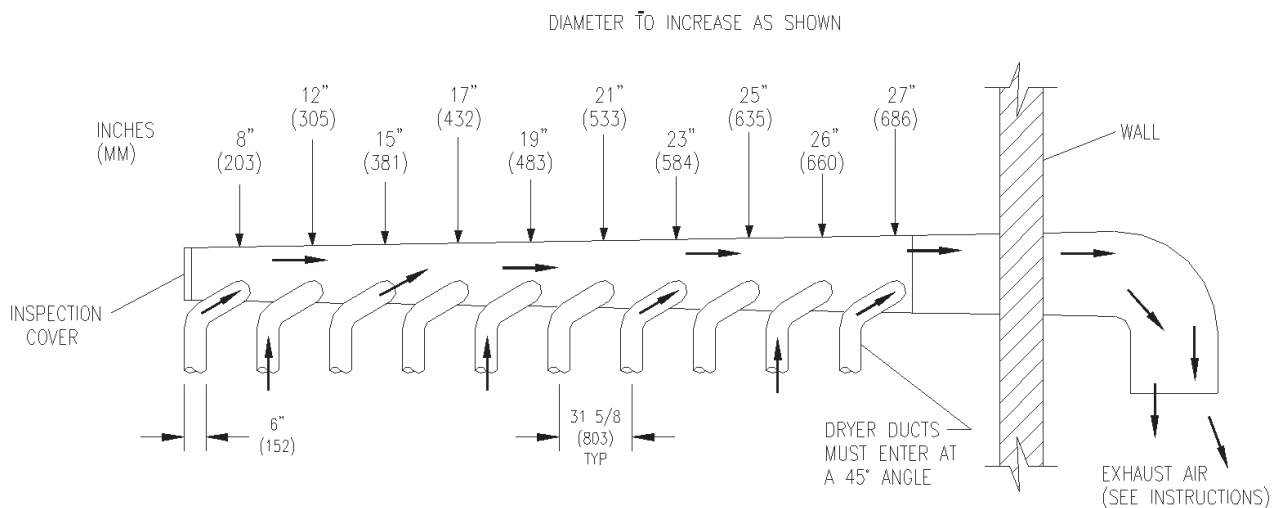 DIAMETER TO INCREASE AS SHOWN
INCHES
(MM)
8"
(203)
12"
(305)
15"
(381)
17"
(432)
19"
(483)
21"
(533)
23"
(584)
25"
(635)
26"
(660)
27"
(686)
WALL
INSPECTION
COVER
6"
(152)
31 5/8
(803)
TYP
DRYER DUCTS
MUST ENTER AT
A 45° ANGLE
EXHAUST AIR
(SEE INSTRUCTIONS)